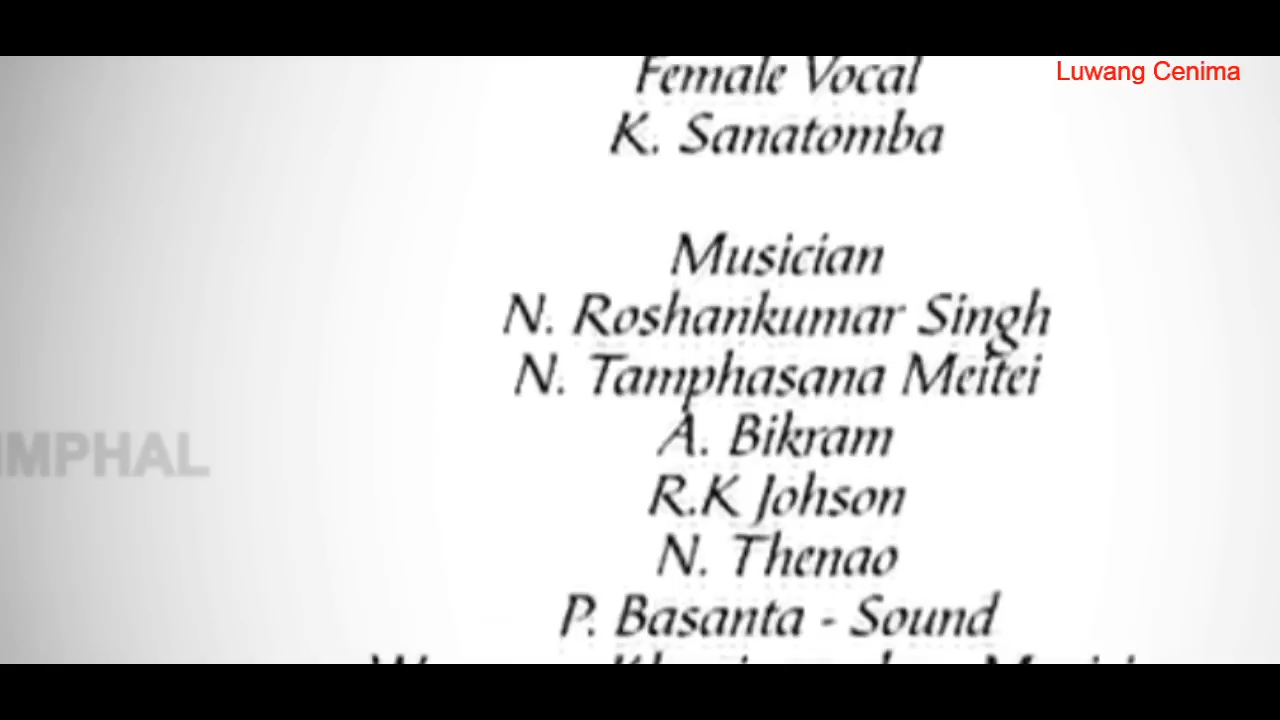 Luwang Cenima
Female Vocal
K. Sanatomba
Musician
N. Roshankumar Singh
N. Tamphasana Meitei
A. Bikram
R.K Johson
N. Thenao
P. Basanta - Sound
IMPHAL